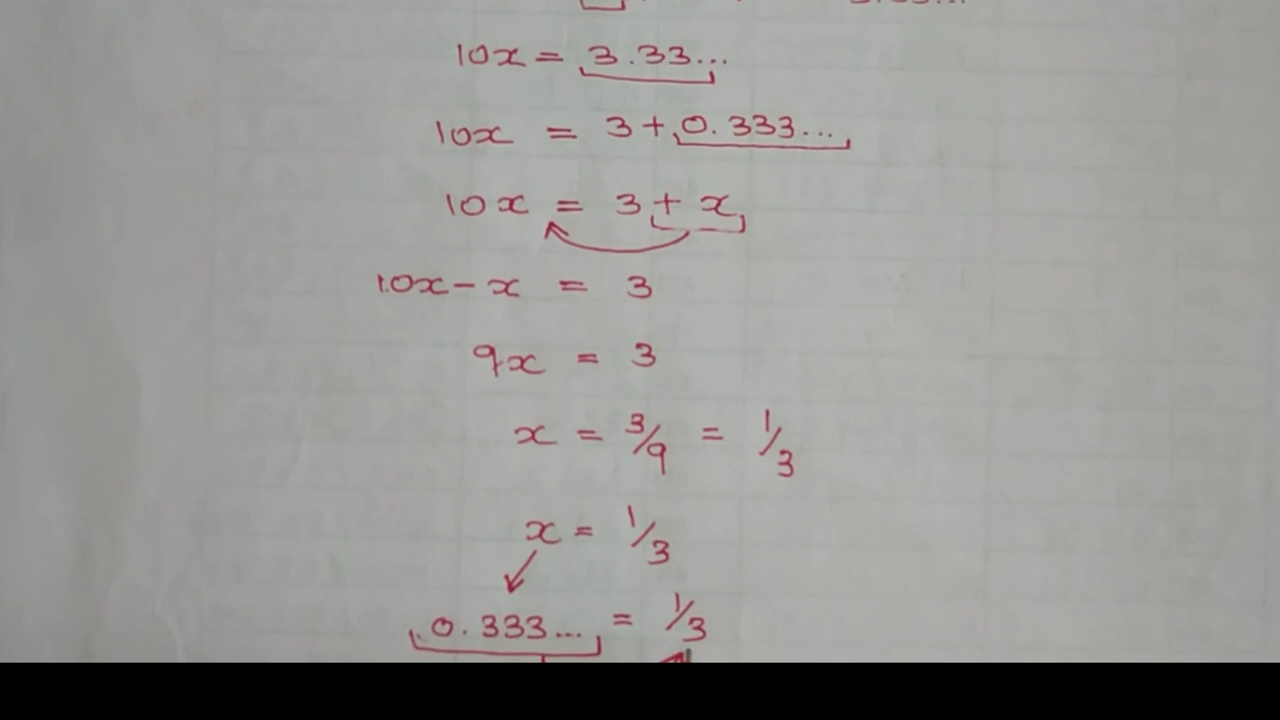 10x = 3.33...
10x = 3 + 0.333...
10x = 3 + x
10x - x = 3
9x = 3
x = 3/9 = 1/3
x = 1/3
0.333... = 1/3